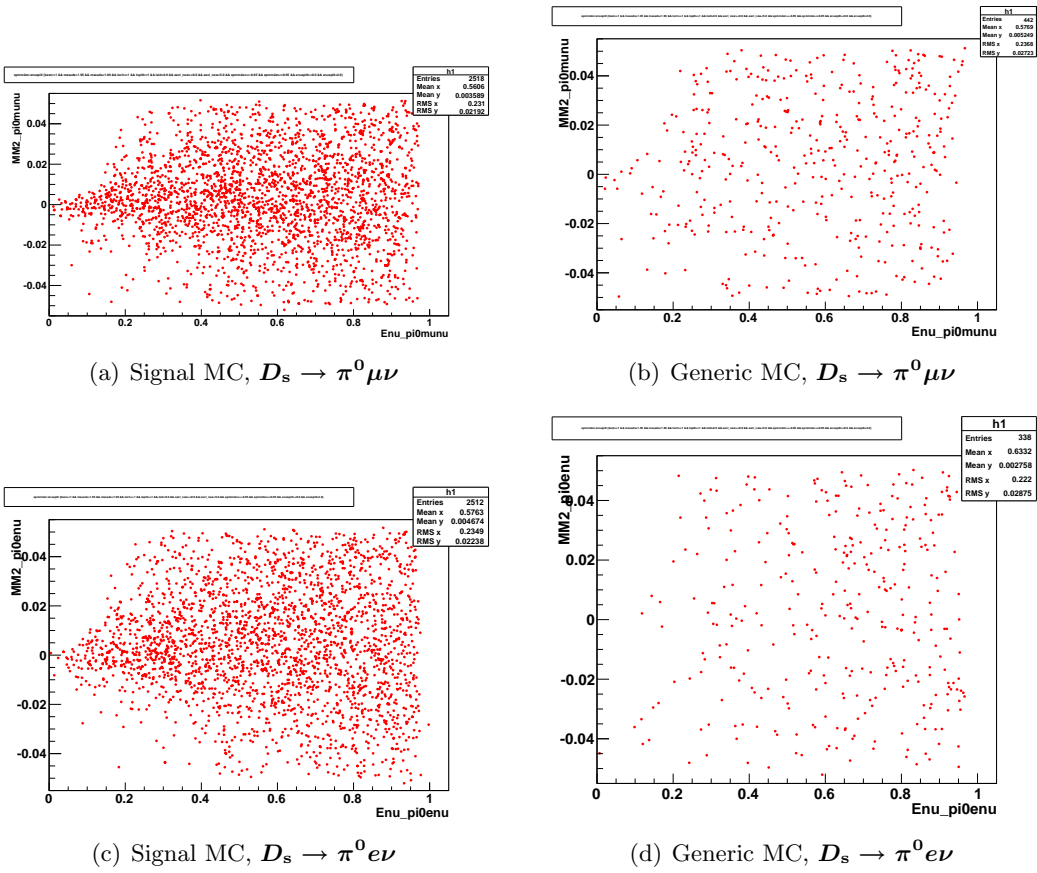 h1
Entries 2518
Mean x 0.5606
Mean y 0.003589
RMS x 0.231
RMS y 0.02192
MM2_pi0munu
0.04
0.02
0
-0.02
-0.04
0 0.2 0.4 0.6 0.8 1
Enu_pi0munu
(a) Signal MC, Dₛ → π⁰μν
h1
Entries 442
Mean x 0.5769
Mean y 0.005249
RMS x 0.2368
RMS y 0.02723
MM2_pi0munu
0.04
0.02
0
-0.02
-0.04
0 0.2 0.4 0.6 0.8 1
Enu_pi0munu
(b) Generic MC, Dₛ → π⁰μν
h1
Entries 2512
Mean x 0.5763
Mean y 0.004674
RMS x 0.2349
RMS y 0.02238
MM2_pi0enu
0.04
0.02
0
-0.02
-0.04
0 0.2 0.4 0.6 0.8 1
Enu_pi0enu
(c) Signal MC, Dₛ → π⁰eν
h1
Entries 338
Mean x 0.6332
Mean y 0.002758
RMS x 0.222
RMS y 0.02875
MM2_pi0enu
0.04
0.02
0
-0.02
-0.04
0 0.2 0.4 0.6 0.8 1
Enu_pi0enu
(d) Generic MC, Dₛ → π⁰eν